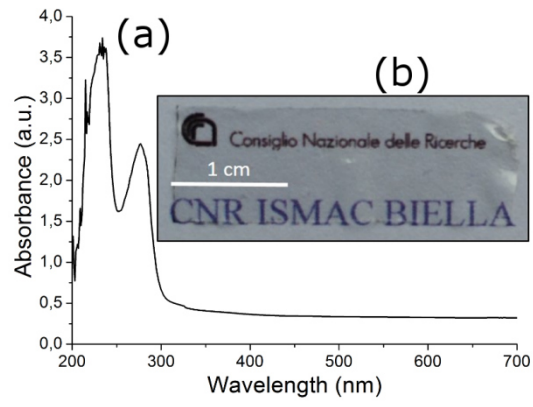 (a)
(b)
Consiglio Nazionale delle Ricerche
1 cm
CNR ISMAC BIELLA
Absorbance (a.u.)
4,0
3,5
3,0
2,5
2,0
1,5
1,0
0,5
0,0
200 300 400 500 600 700
Wavelength (nm)